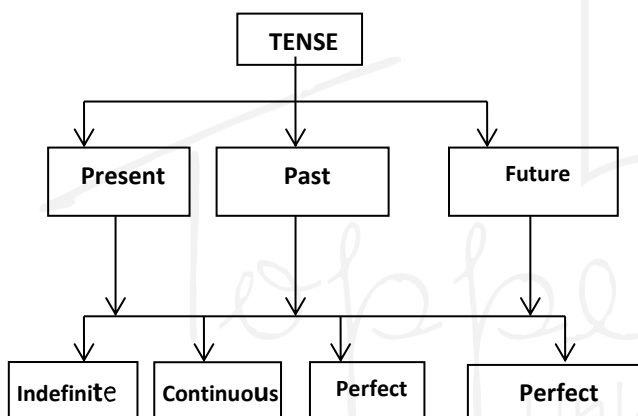 TENSE
Present
Past
Future
Indefinite
Continuous
Perfect
Perfect